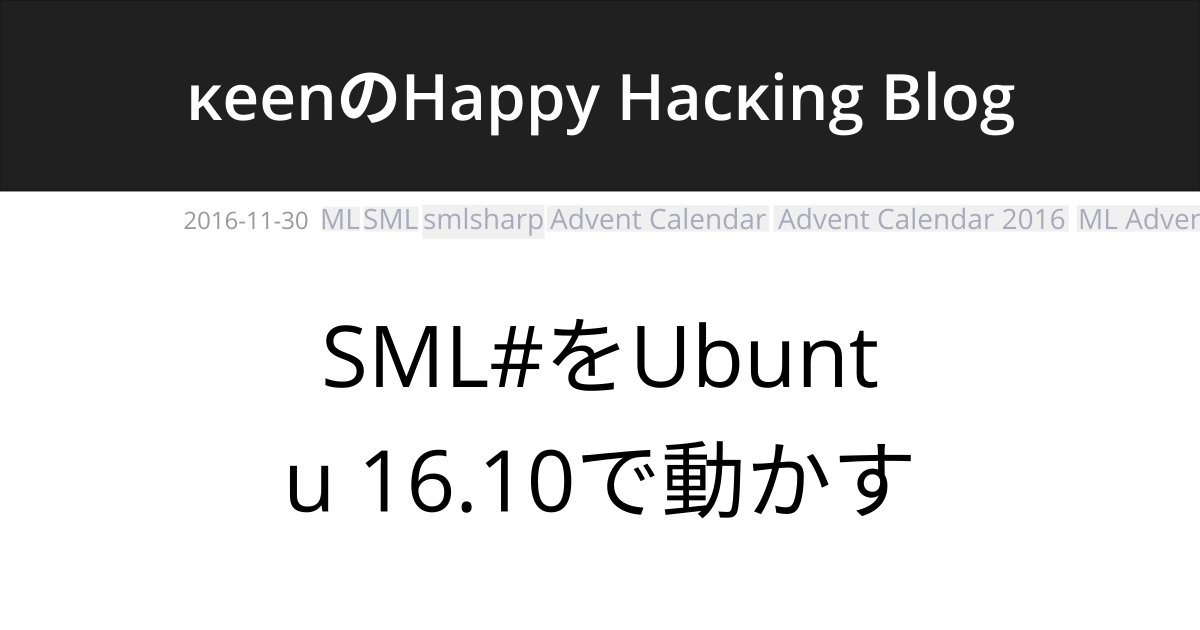 κeenのHappy Hacκing Blog
2016-11-30 ML SML smlsharp Advent Calendar Advent Calendar 2016 ML Adver
SML#をUbunt
u 16.10で動かす